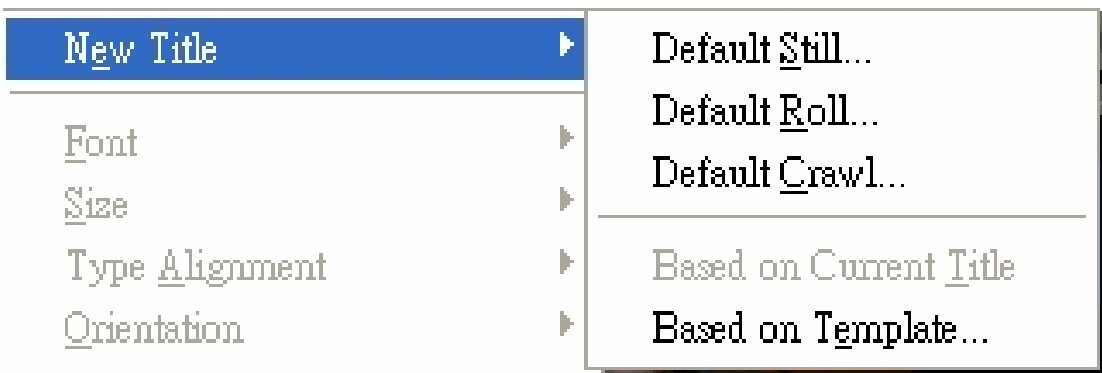 New Title
Font
Size
Type Alignment
Orientation
Default Still...
Default Roll...
Default Crawl...
Based on Current Title
Based on Template...